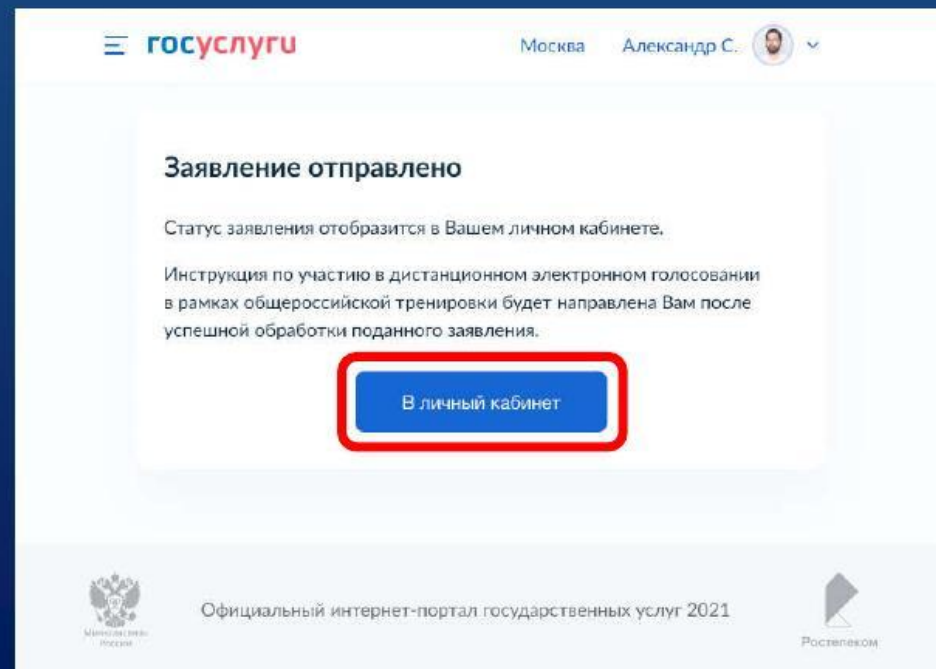 госуслуги
Москва
Александр С.
Заявление отправлено
Статус заявления отобразится в Вашем личном кабинете.
Инструкция по участию в дистанционном электронном голосовании
в рамках общероссийской тренировки будет направлена Вам после
успешной обработки поданного заявления.
В личный кабинет
Официальный интернет-портал государственных услуг 2021
России
Ростелеком